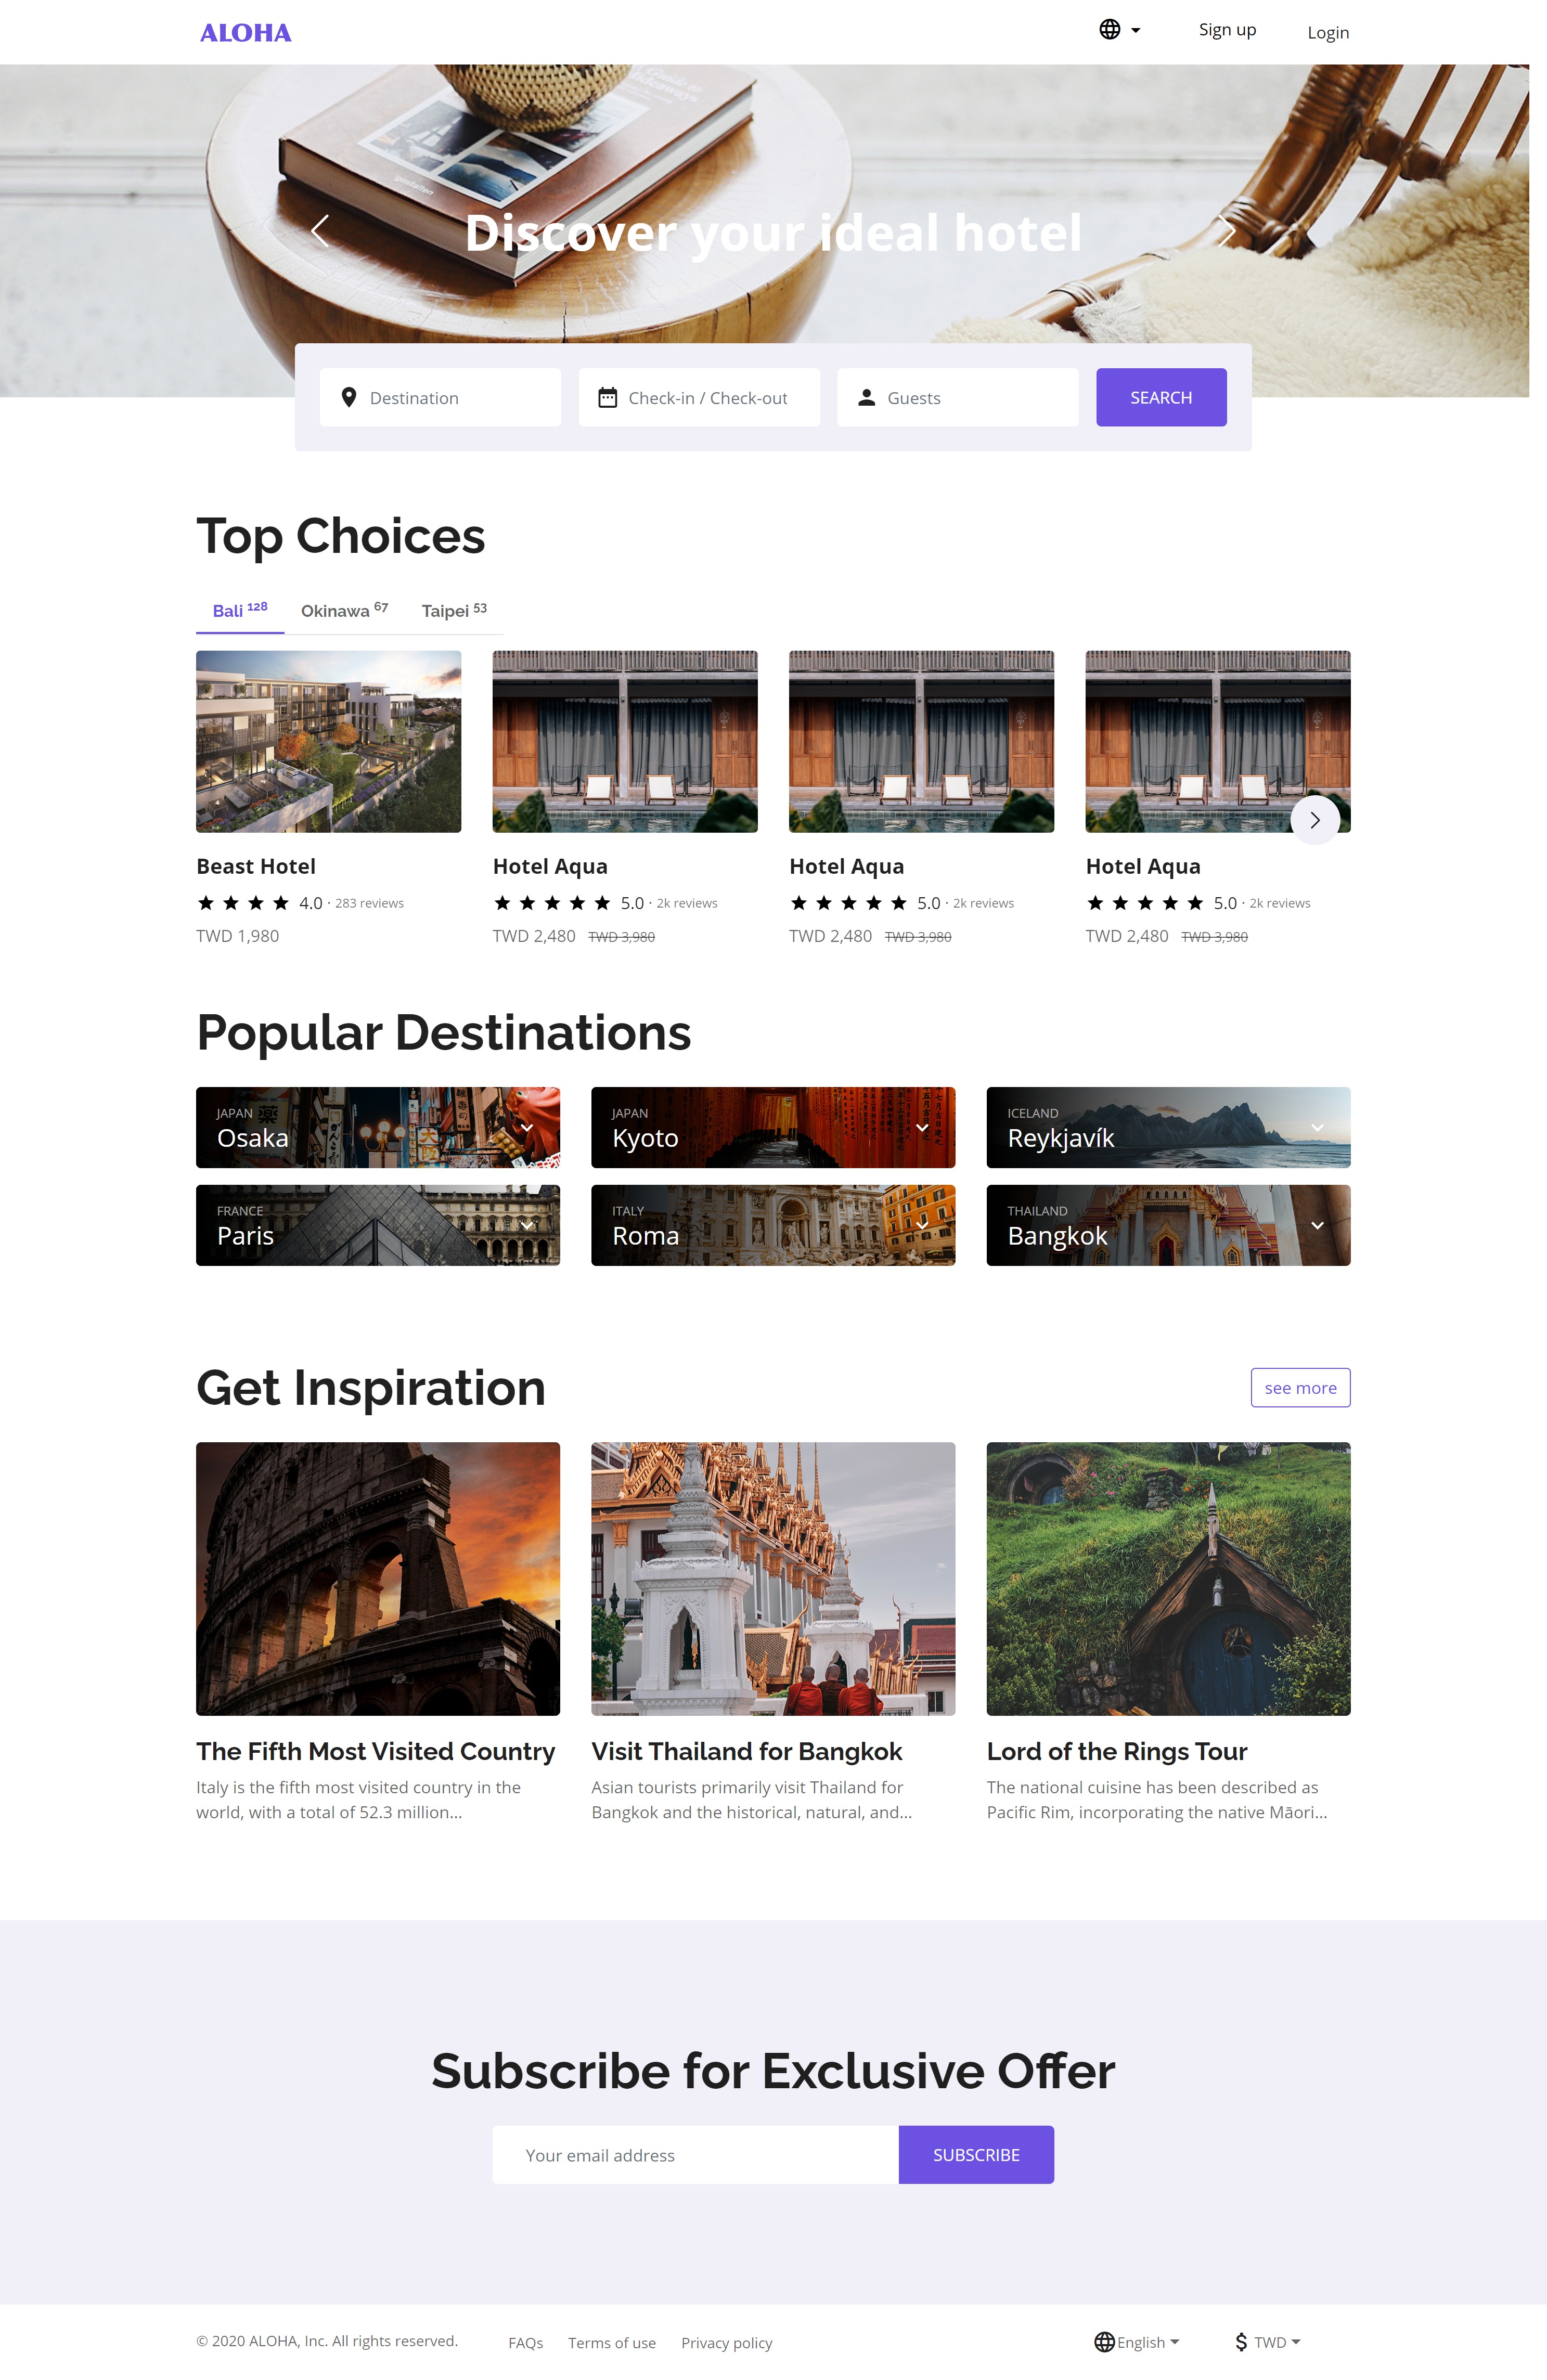 ALOHA
Sign up
Login
Discover your ideal hotel
Destination
Check-in / Check-out
Guests
SEARCH
Top Choices
Bali 128
Okinawa 67
Taipei 53
Beast Hotel
4.0 · 283 reviews
TWD 1,980
Hotel Aqua
5.0 · 2k reviews
TWD 2,480 TWD 3,980
Hotel Aqua
5.0 · 2k reviews
TWD 2,480 TWD 3,980
Hotel Aqua
5.0 · 2k reviews
TWD 2,480 TWD 3,980
Popular Destinations
JAPAN
Osaka
JAPAN
Kyoto
ICELAND
Reykjavík
FRANCE
Paris
ITALY
Roma
THAILAND
Bangkok
Get Inspiration
see more
The Fifth Most Visited Country
Italy is the fifth most visited country in the
world, with a total of 52.3 million...
Visit Thailand for Bangkok
Asian tourists primarily visit Thailand for
Bangkok and the historical, natural, and...
Lord of the Rings Tour
The national cuisine has been described as
Pacific Rim, incorporating the native Māori...
Subscribe for Exclusive Offer
Your email address
SUBSCRIBE
© 2020 ALOHA, Inc. All rights reserved.
FAQs
Terms of use
Privacy policy
English
$ TWD